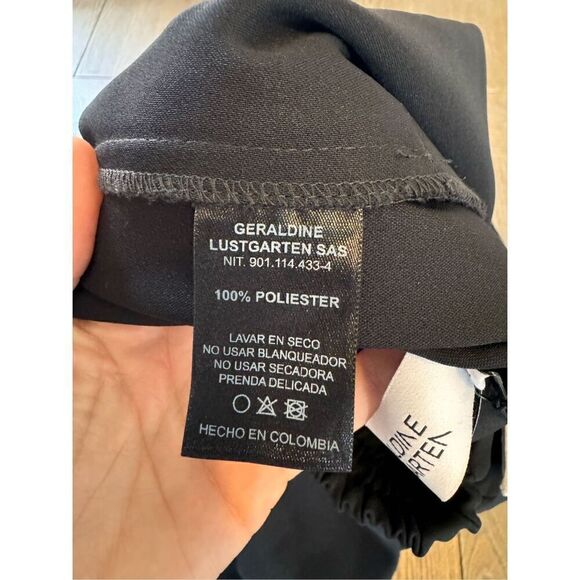 GERALDINE
LUSTGARTEN SAS
NIT. 901.114.433-4
100% POLIESTER
LAVAR EN SECO
NO USAR BLANQUEADOR
NO USAR SECADORA
PRENDA DELICADA
HECHO EN COLOMBIA